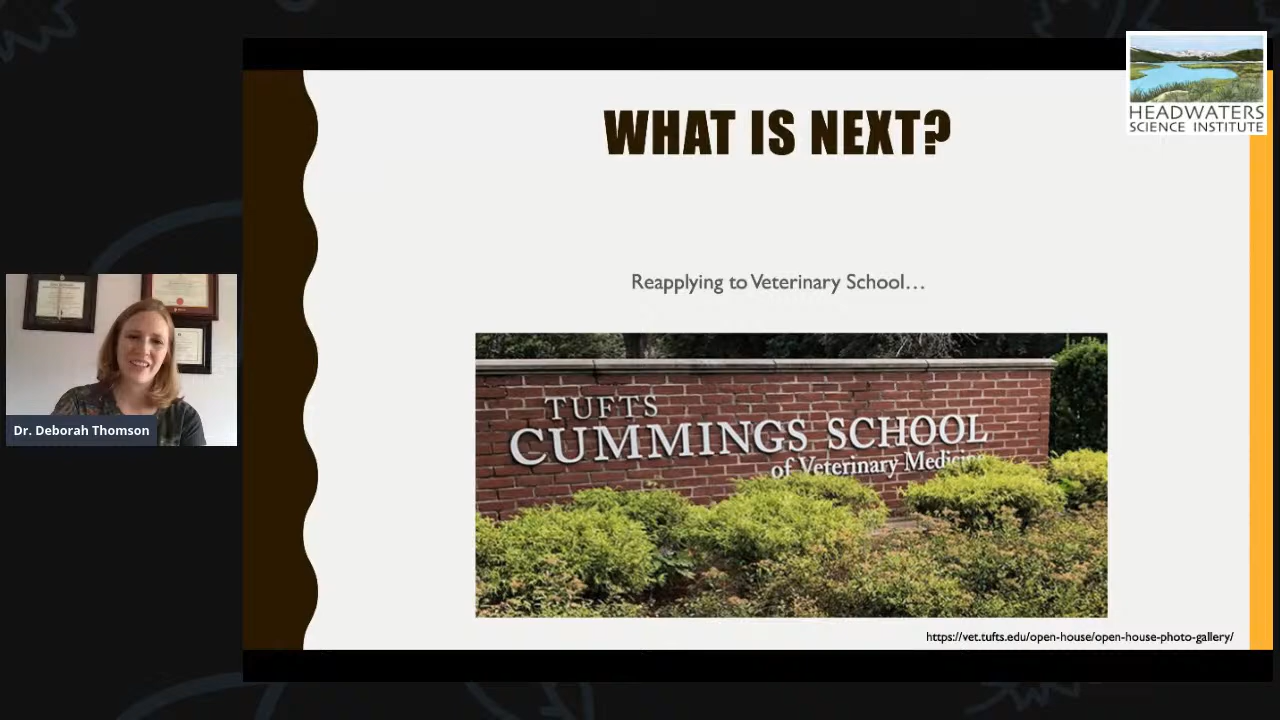 HEADWATERS
SCIENCE INSTITUTE
WHAT IS NEXT?
Reapplying to Veterinary School...
TUFTS
CUMMINGS SCHOOL
of Veterinary Medicine
Dr. Deborah Thomson
https://vet.tufts.edu/open-house/open-house-photo-gallery/